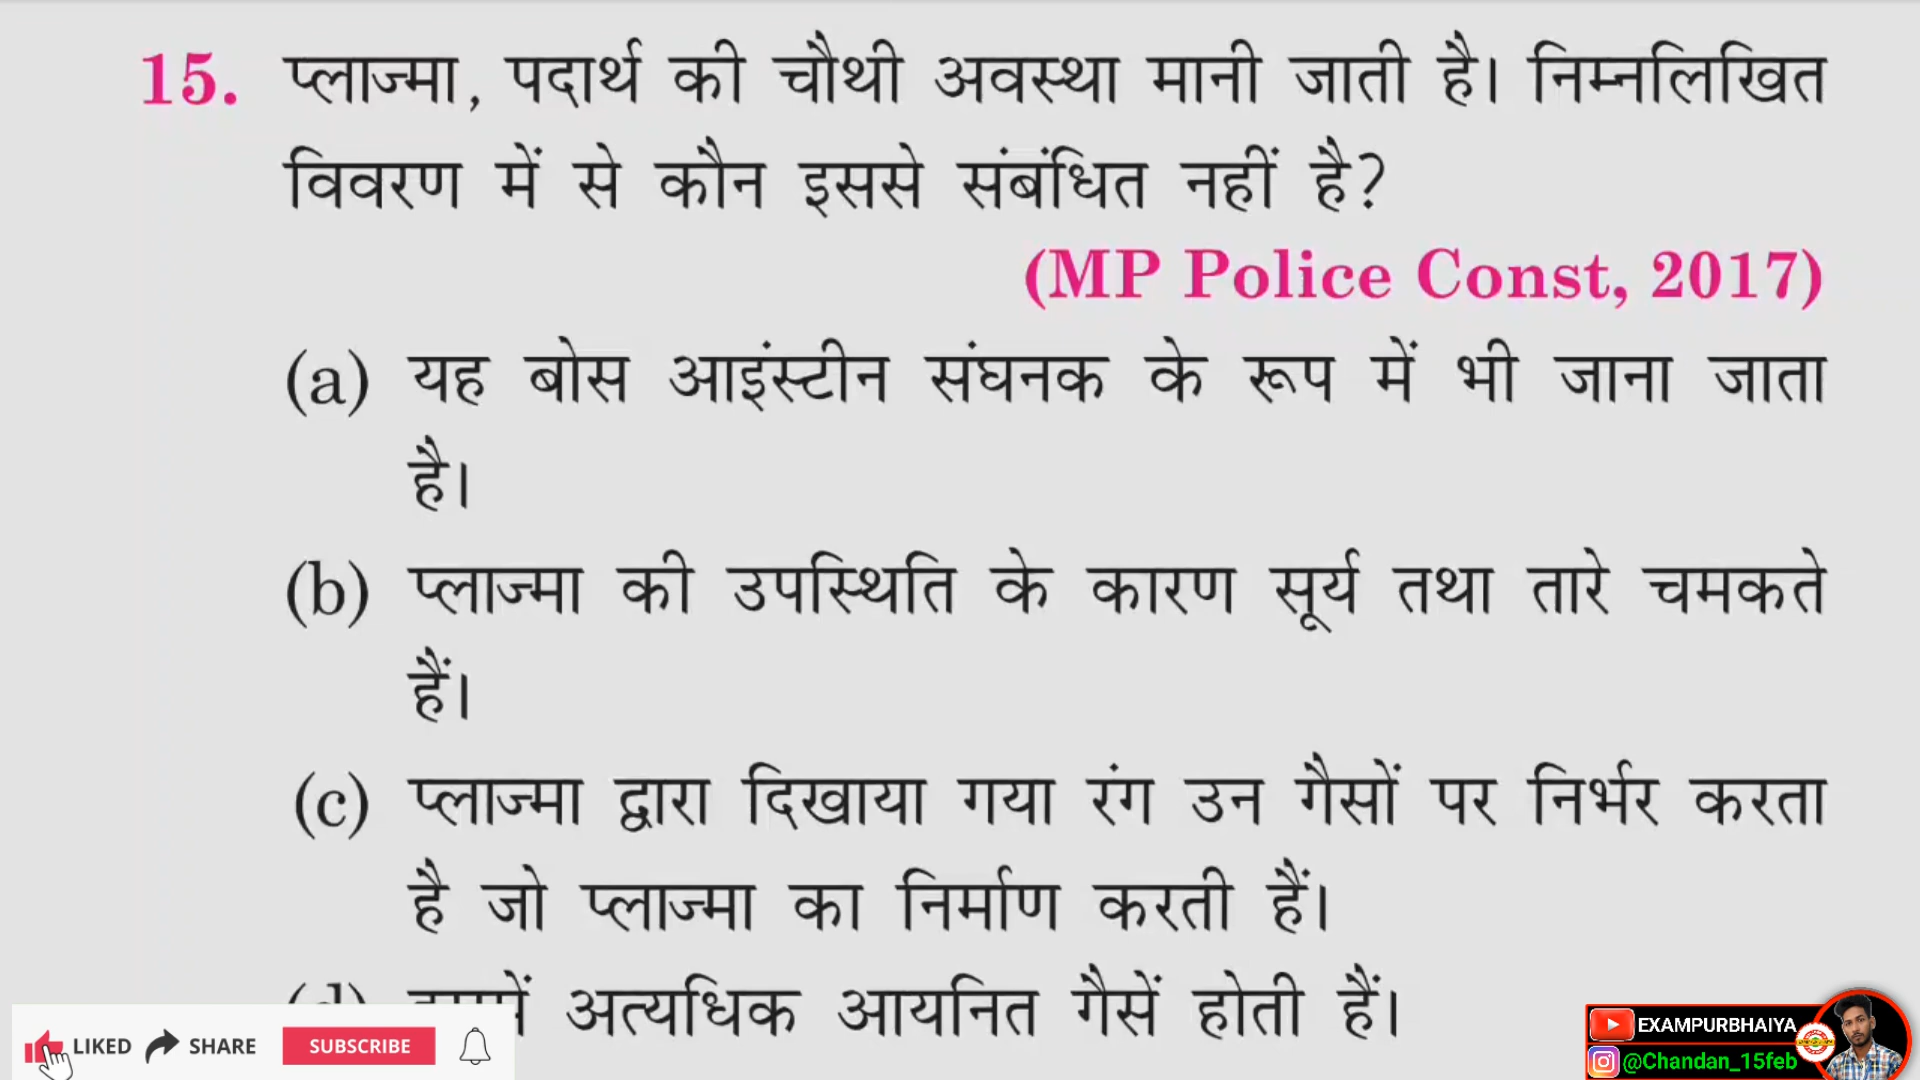 15. प्लाज्मा, पदार्थ की चौथी अवस्था मानी जाती है। निम्नलिखित
विवरण में से कौन इससे संबंधित नहीं है?
(MP Police Const, 2017)
(a) यह बोस आइंस्टीन संघनक के रूप में भी जाना जाता
है।
(b) प्लाज्मा की उपस्थिति के कारण सूर्य तथा तारे चमकते
हैं।
(c) प्लाज्मा द्वारा दिखाया गया रंग उन गैसों पर निर्भर करता
है जो प्लाज्मा का निर्माण करती हैं।
(d) अत्यधिक आयनित गैसें होती हैं।
LIKED SHARE SUBSCRIBE
EXAMPURBHAIYA
@Chandan_15feb